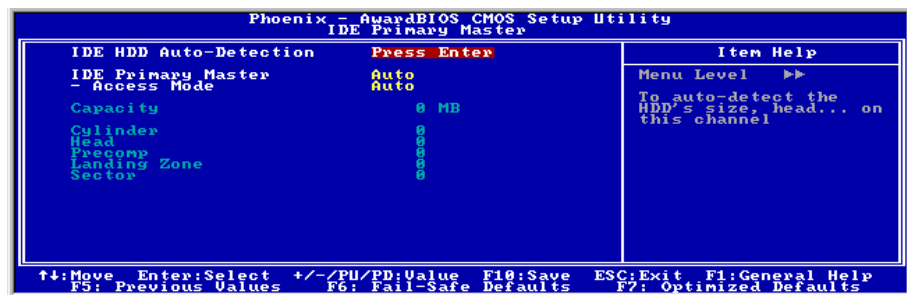 Phoenix - AwardBIOS CMOS Setup Utility
IDE Primary Master
IDE HDD Auto-Detection Press Enter
IDE Primary Master Auto
- Access Mode Auto
Capacity 0 MB
Cylinder 0
Head 0
Precomp 0
Landing Zone 0
Sector 0
Item Help
Menu Level ▶▶
To auto-detect the
HDD's size, head... on
this channel
↑↓:Move Enter:Select +/-/PU/PD:Value F10:Save ESC:Exit F1:General Help
F5: Previous Values F6: Fail-Safe Defaults F7: Optimized Defaults